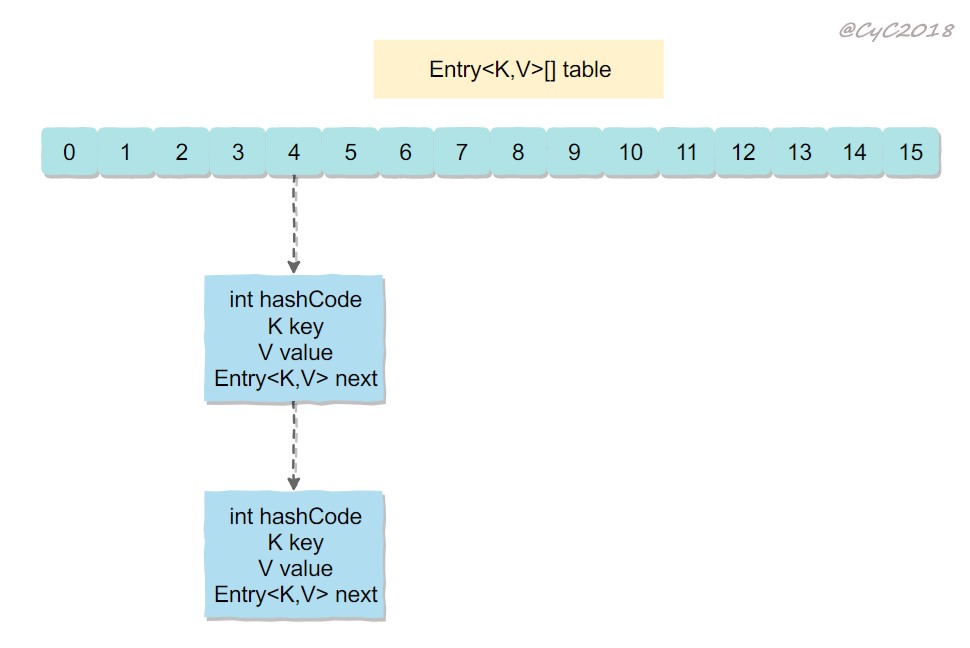 @CyC2018
Entry<K,V>[] table
0 1 2 3 4 5 6 7 8 9 10 11 12 13 14 15
int hashCode
K key
V value
Entry<K,V> next
int hashCode
K key
V value
Entry<K,V> next